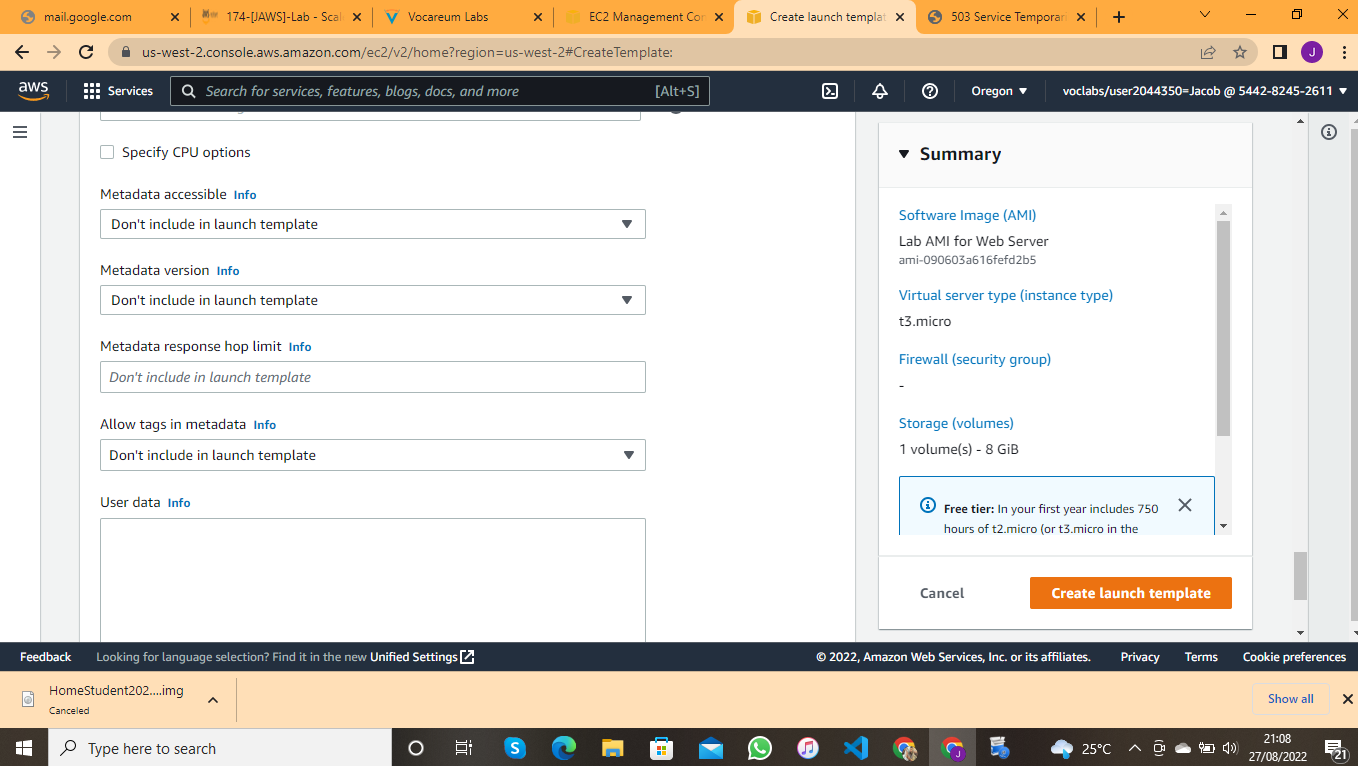 mail.google.com
174-[JAWS]-Lab - Scal
Vocareum Labs
EC2 Management Con
Create launch templat
503 Service Temporar
us-west-2.console.aws.amazon.com/ec2/v2/home?region=us-west-2#CreateTemplate:
J
aws
Services
Search for services, features, blogs, docs, and more
[Alt+S]
Oregon
voclabs/user2044350=Jacob @ 5442-8245-2611
Specify CPU options
Metadata accessible Info
Don't include in launch template
Metadata version Info
Don't include in launch template
Metadata response hop limit Info
Don't include in launch template
Allow tags in metadata Info
Don't include in launch template
User data Info
Summary
Software Image (AMI)
Lab AMI for Web Server
ami-090603a616fefd2b5
Virtual server type (instance type)
t3.micro
Firewall (security group)
-
Storage (volumes)
1 volume(s) - 8 GiB
Free tier: In your first year includes 750
hours of t2.micro (or t3.micro in the
Cancel
Create launch template
Feedback
Looking for language selection? Find it in the new Unified Settings
© 2022, Amazon Web Services, Inc. or its affiliates.
Privacy
Terms
Cookie preferences
HomeStudent202....img
Canceled
Show all
Type here to search
25°C
21:08
27/08/2022
21